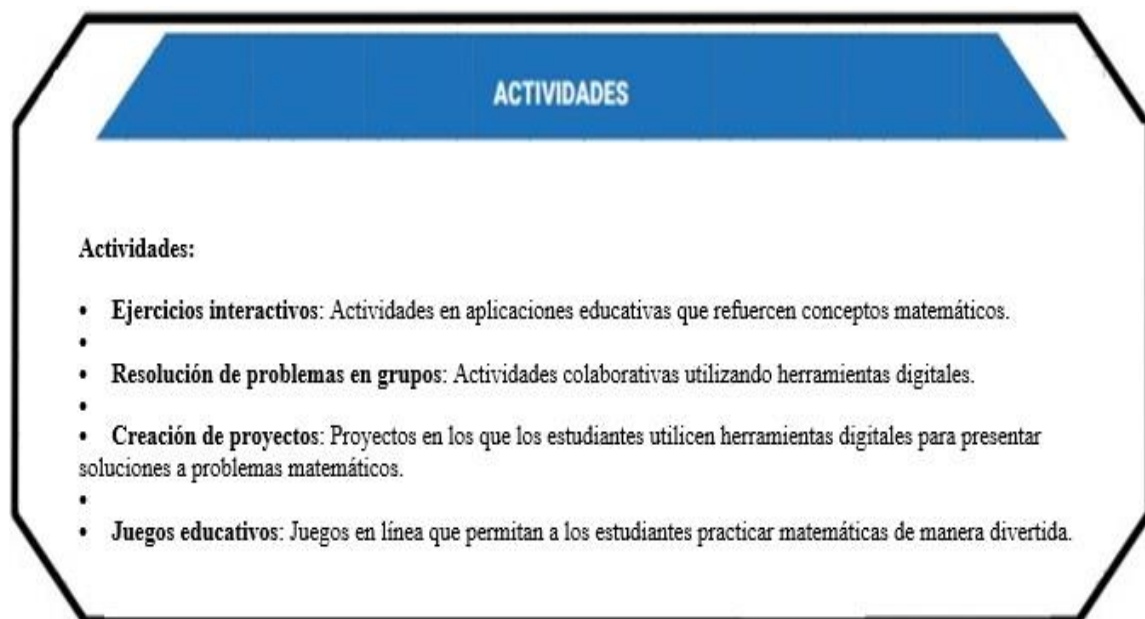 ACTIVIDADES
Actividades:
• Ejercicios interactivos: Actividades en aplicaciones educativas que refuercen conceptos matemáticos.
•
• Resolución de problemas en grupos: Actividades colaborativas utilizando herramientas digitales.
•
• Creación de proyectos: Proyectos en los que los estudiantes utilicen herramientas digitales para presentar
soluciones a problemas matemáticos.
•
• Juegos educativos: Juegos en línea que permitan a los estudiantes practicar matemáticas de manera divertida.